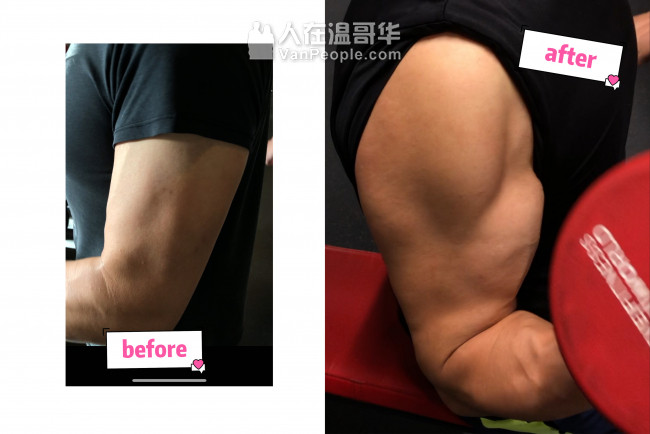 人在温哥华
VanPeople.com
after
before